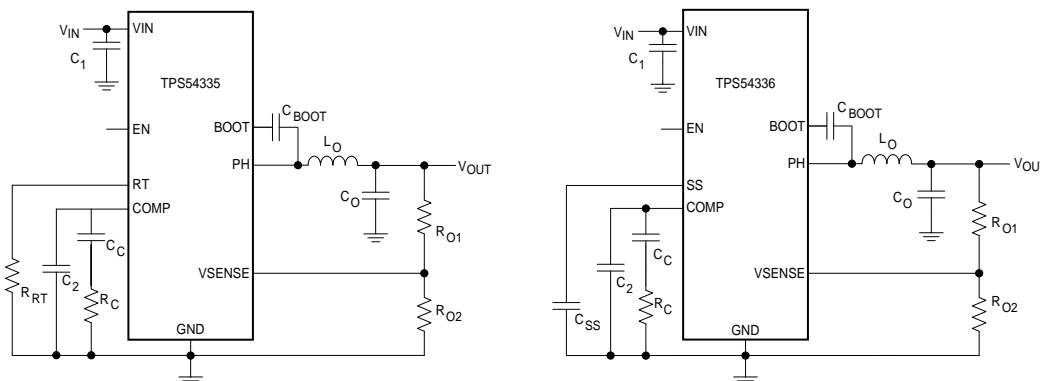 VIN
VIN
C1
TPS54335
EN
BOOT
CBOOT
PH
LO
VOUT
CO
RT
COMP
CC
C2
RC
RRT
VSENSE
RO1
RO2
GND
VIN
VIN
C1
TPS54336
EN
BOOT
CBOOT
PH
LO
VOU
CO
SS
COMP
CC
C2
RC
CSS
VSENSE
RO1
RO2
GND